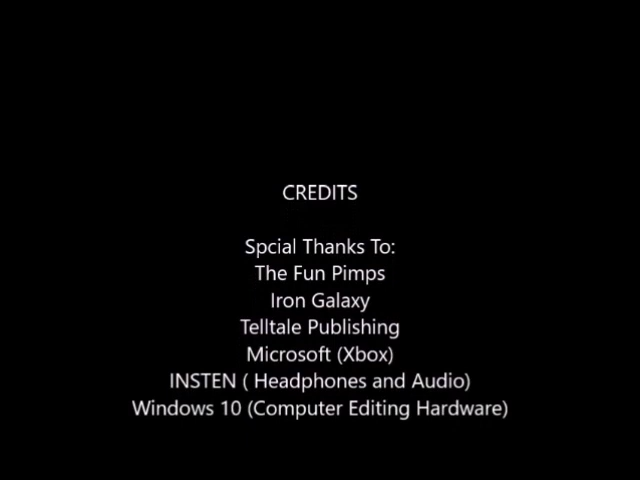 CREDITS
Spcial Thanks To:
The Fun Pimps
Iron Galaxy
Telltale Publishing
Microsoft (Xbox)
INSTEN ( Headphones and Audio)
Windows 10 (Computer Editing Hardware)